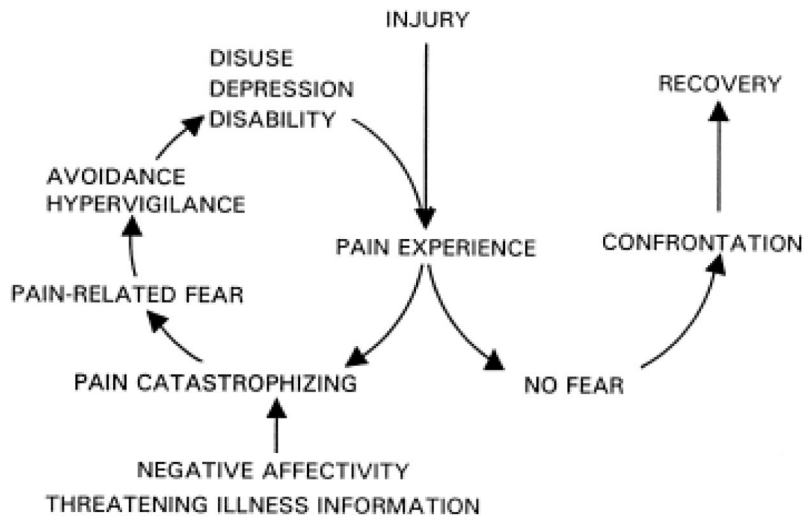 INJURY
DISUSE
DEPRESSION
DISABILITY
RECOVERY
AVOIDANCE
HYPERVIGILANCE
PAIN EXPERIENCE
CONFRONTATION
PAIN-RELATED FEAR
PAIN CATASTROPHIZING
NO FEAR
NEGATIVE AFFECTIVITY
THREATENING ILLNESS INFORMATION